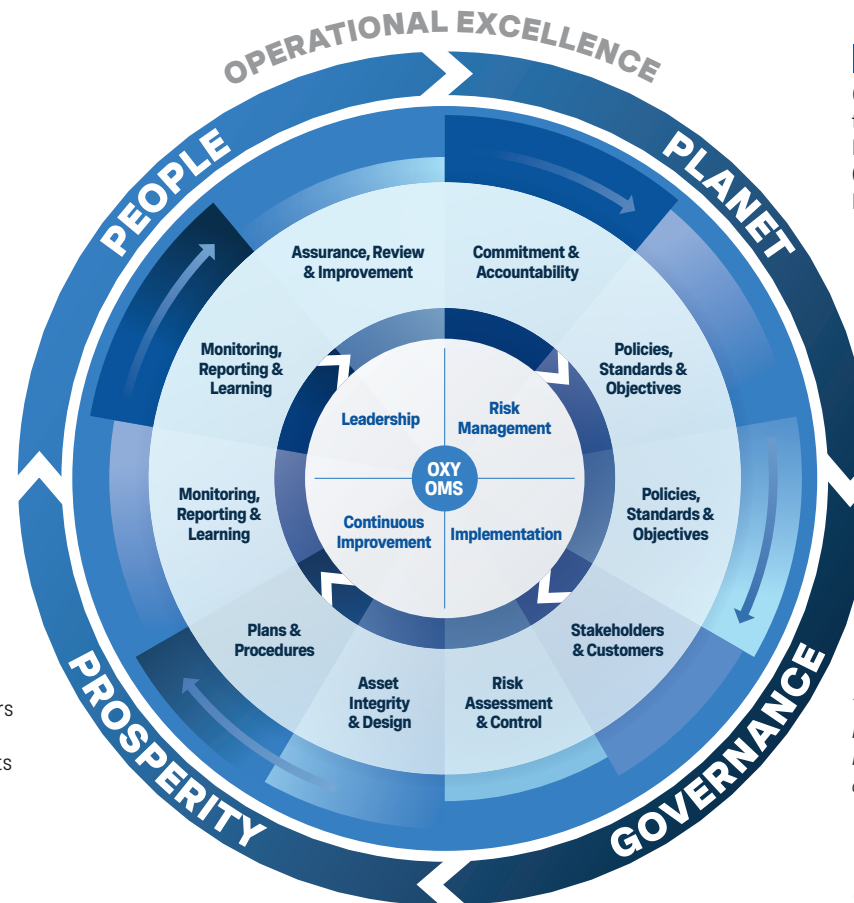 OPERATIONAL EXCELLENCE
PEOPLE
PLANET
GOVERNANCE
PROSPERITY
Commitment &
Accountability
Policies,
Standards &
Objectives
Policies,
Standards &
Objectives
Stakeholders
& Customers
Risk
Assessment
& Control
Asset
Integrity
& Design
Plans &
Procedures
Monitoring,
Reporting &
Learning
Monitoring,
Reporting &
Learning
Assurance, Review
& Improvement
Leadership
Risk
Management
OXY
OMS
Continuous
Improvement
Implementation
rs
ts